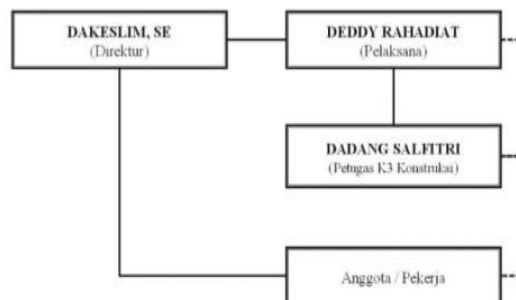 DAKESLIM, SE
(Direktur)
DEDDY RAHADIAT
(Pelaksana)
DADANG SALFITRI
(Petugas K3 Konstruksi)
Anggota / Pekerja